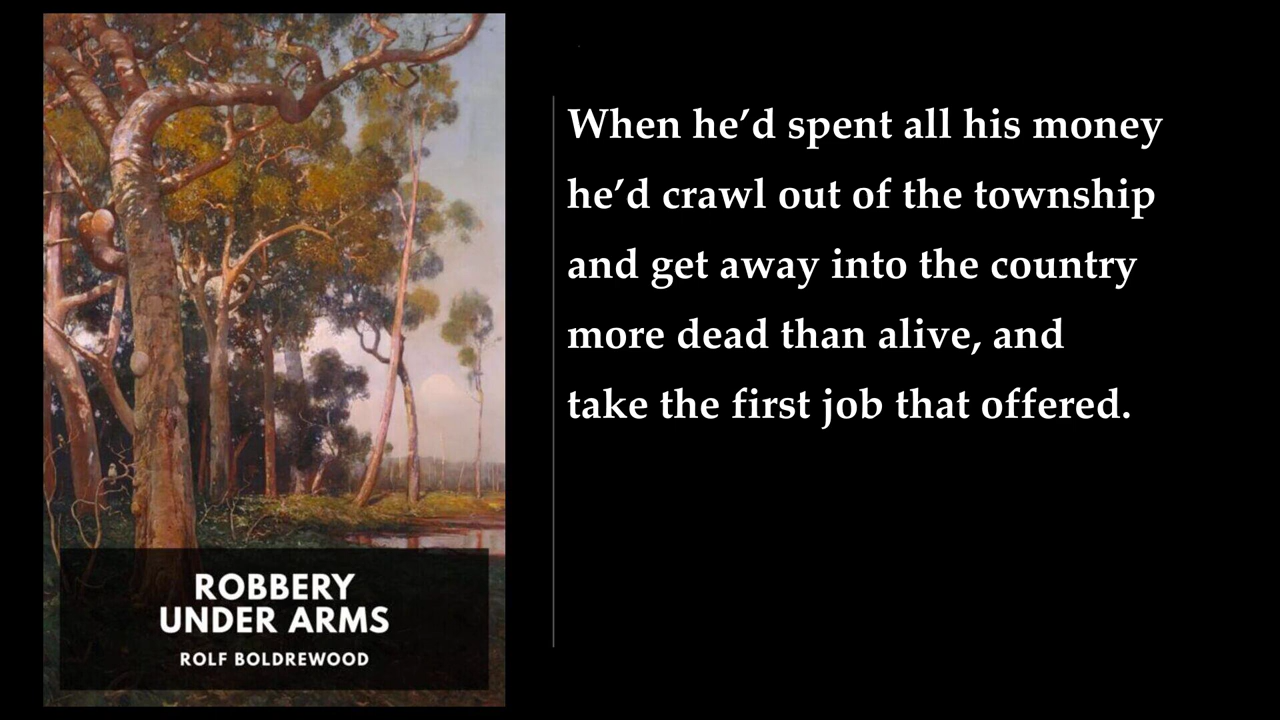 ROBBERY
UNDER ARMS
ROLF BOLDREWOOD
When he’d spent all his money
he’d crawl out of the township
and get away into the country
more dead than alive, and
take the first job that offered.